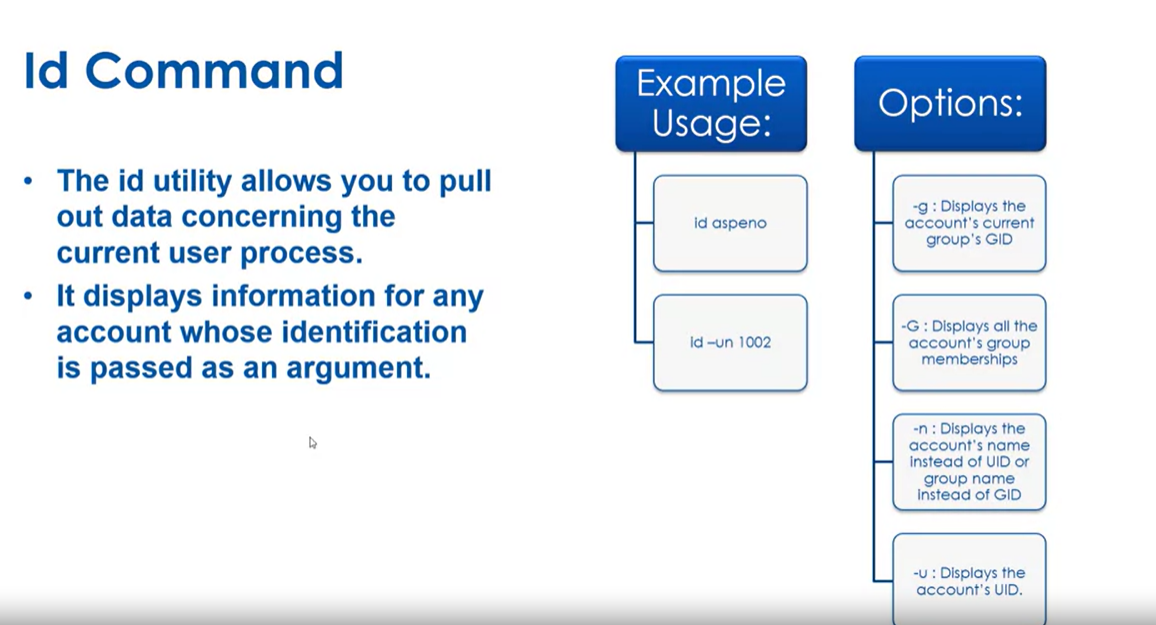 Id Command
• The id utility allows you to pull
out data concerning the
current user process.
• It displays information for any
account whose identification
is passed as an argument.
Example
Usage:
id aspeno
id –un 1002
Options:
-g : Displays the
account's current
group's GID
-G : Displays all the
account's group
memberships
-n : Displays the
account's name
instead of UID or
group name
instead of GID
-u : Displays the
account's UID.